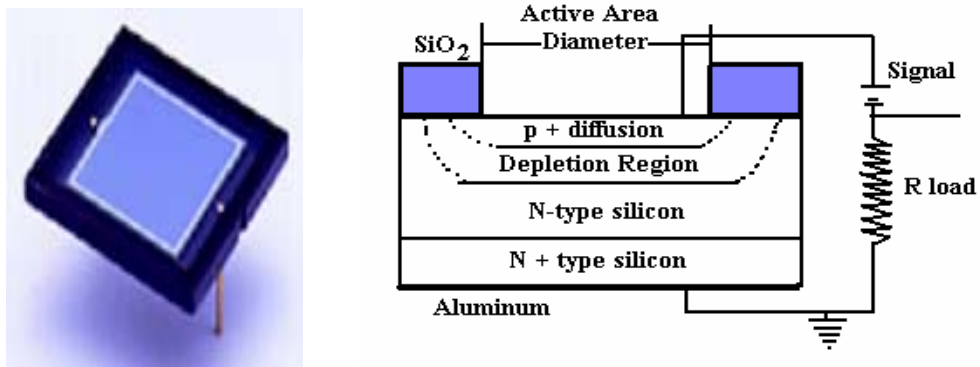 Active Area
Diameter
SiO2
Signal
p + diffusion
Depletion Region
R load
N-type silicon
N + type silicon
Aluminum